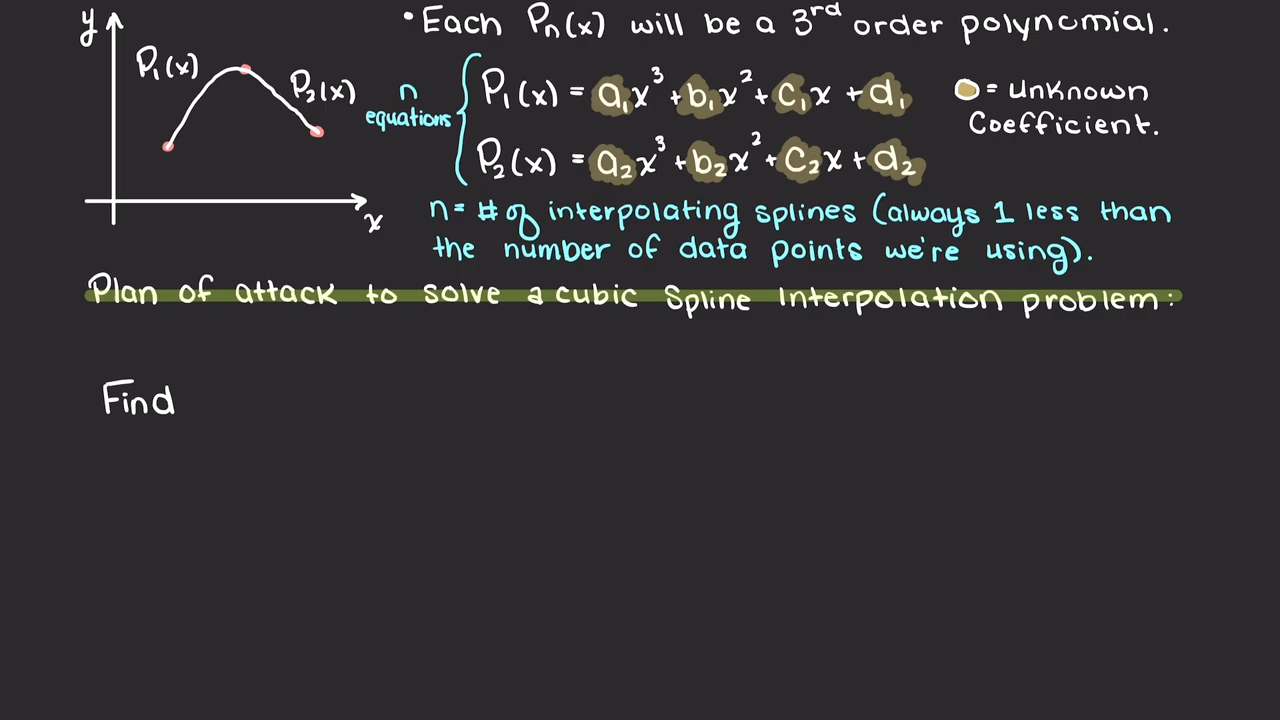 y
• Each Pn(x) will be a 3rd order polynomial.
P₁(x)
P₂(x)
x
n equations
P₁(x) = a₁x³ + b₁x² + c₁x + d₁
P₂(x) = a₂x³ + b₂x² + c₂x + d₂
= unknown
coefficient.
n = # of interpolating splines (always 1 less than
the number of data points we're using).
Plan of attack to solve a cubic Spline Interpolation problem:
Find